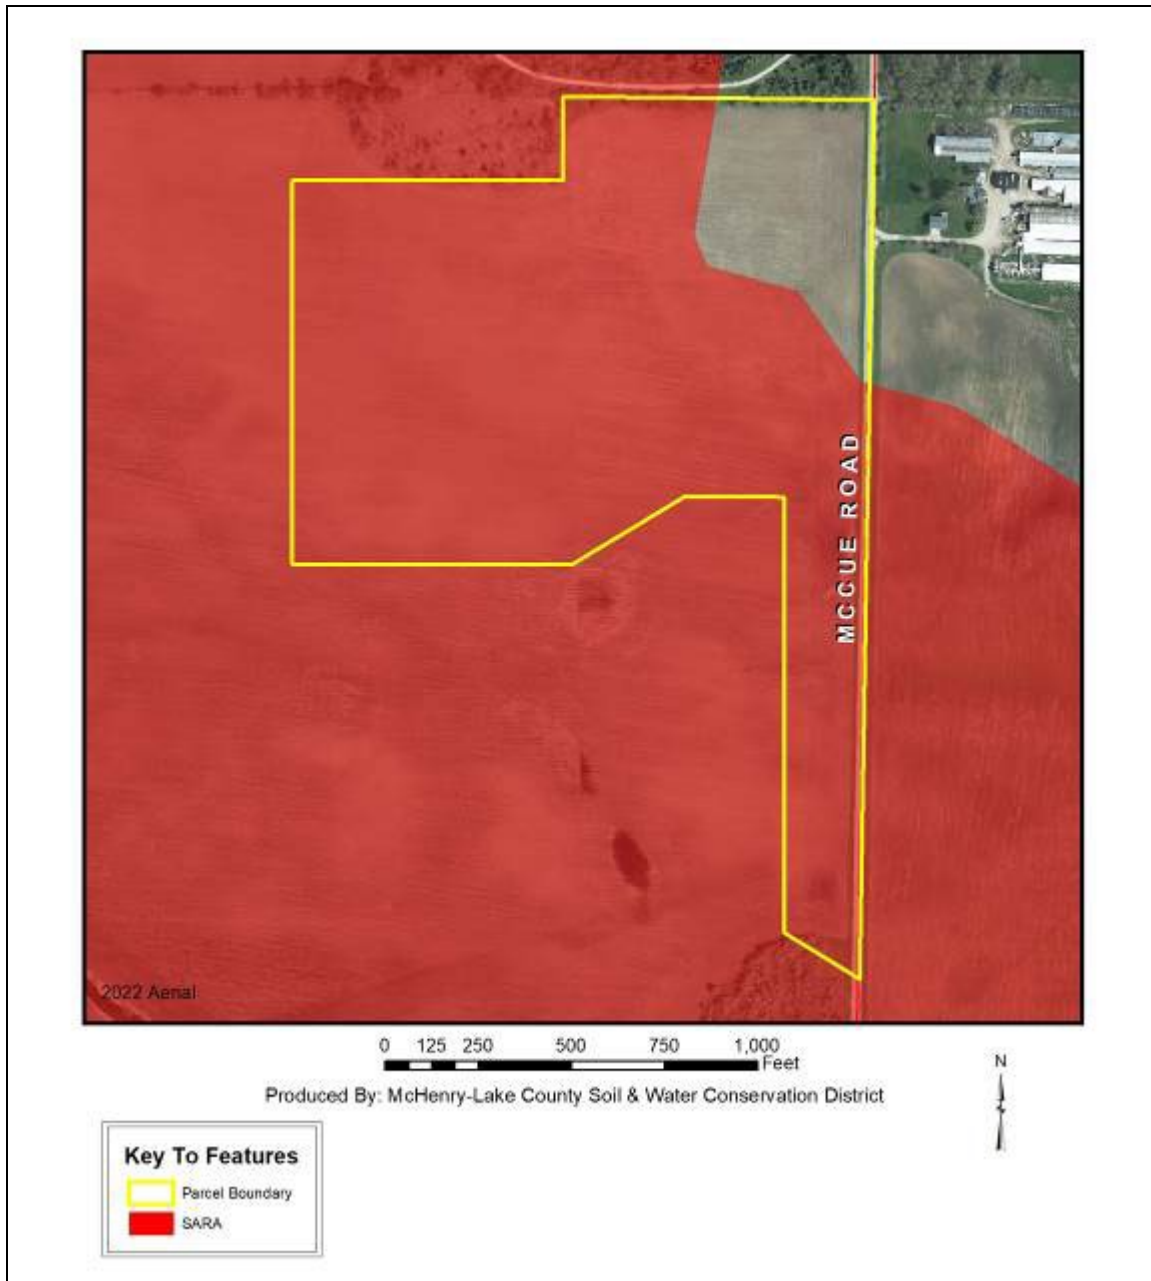 MCCUE ROAD
2022 Aerial
0 125 250 500 750 1,000
Feet
Produced By: McHenry-Lake County Soil & Water Conservation District
N
Key To Features
Parcel Boundary
SARA